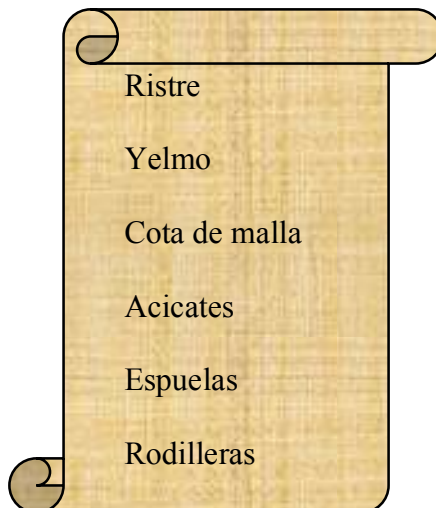 Ristre
Yelmo
Cota de malla
Acicates
Espuelas
Rodilleras